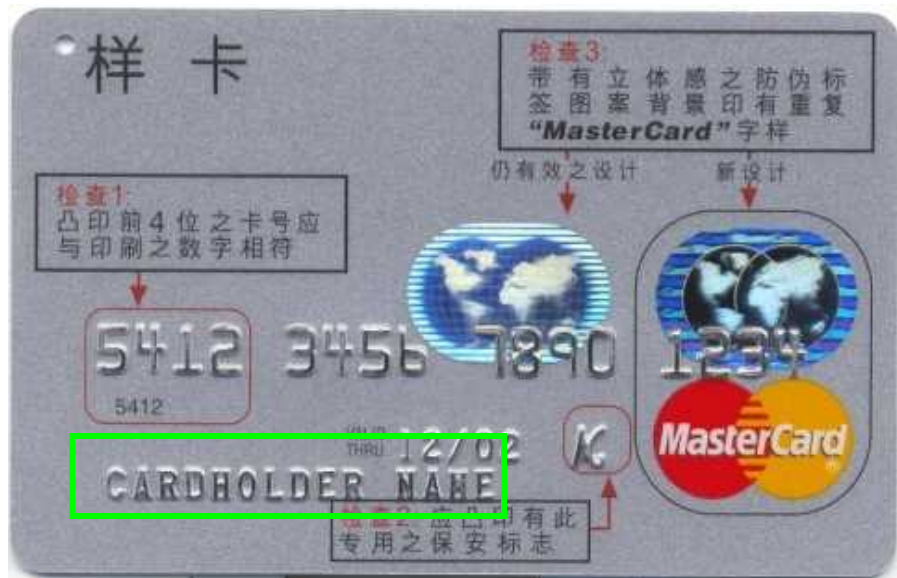 样 卡
检查3:
带有立体感之防伪标
签图案背景印有重复
“MasterCard”字样
仍有效之设计 新设计
检查1:
凸印前4位之卡号应
与印刷之数字相符
5412 3456 7890 1234
5412
VALID THRU 12/02 MC
MasterCard
CARDHOLDER NAME
检查2: 应凸印有此
专用之保安标志